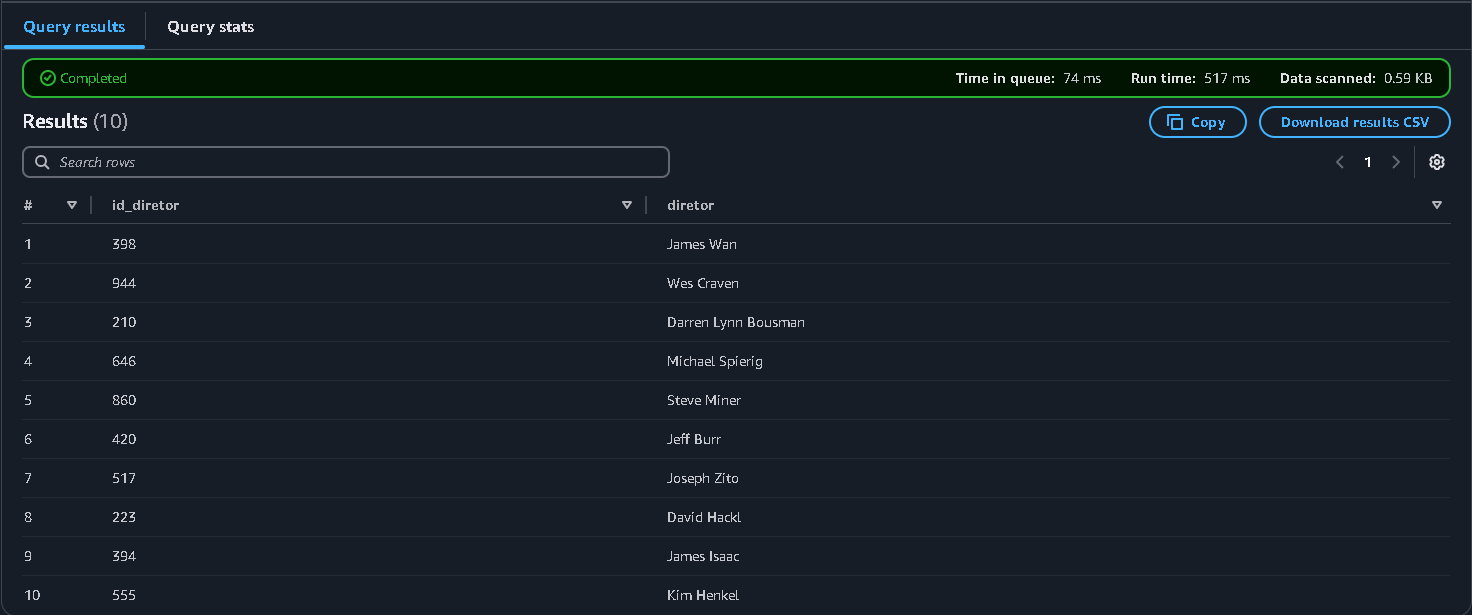 Query results Query stats
Completed Time in queue: 74 ms Run time: 517 ms Data scanned: 0.59 KB
Results (10) Copy Download results CSV
Search rows 1
# id_diretor diretor
1 398 James Wan
2 944 Wes Craven
3 210 Darren Lynn Bousman
4 646 Michael Spierig
5 860 Steve Miner
6 420 Jeff Burr
7 517 Joseph Zito
8 223 David Hackl
9 394 James Isaac
10 555 Kim Henkel